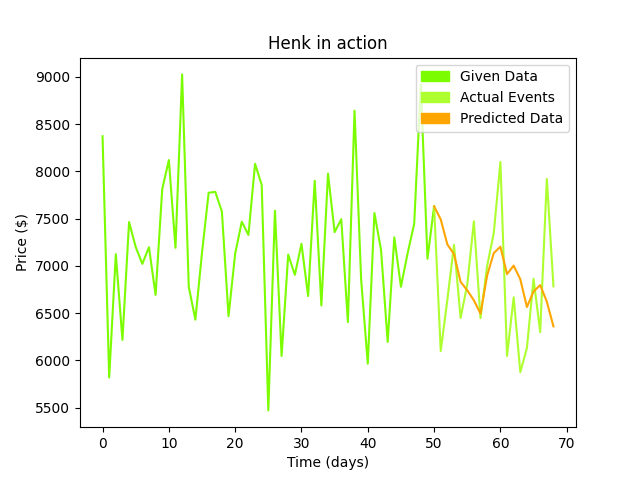 Henk in action
Given Data
Actual Events
Predicted Data
9000
8500
8000
7500
7000
6500
6000
5500
Price ($)
0 10 20 30 40 50 60 70
Time (days)